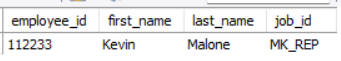 employee_id first_name last_name job_id
112233 Kevin Malone MK_REP